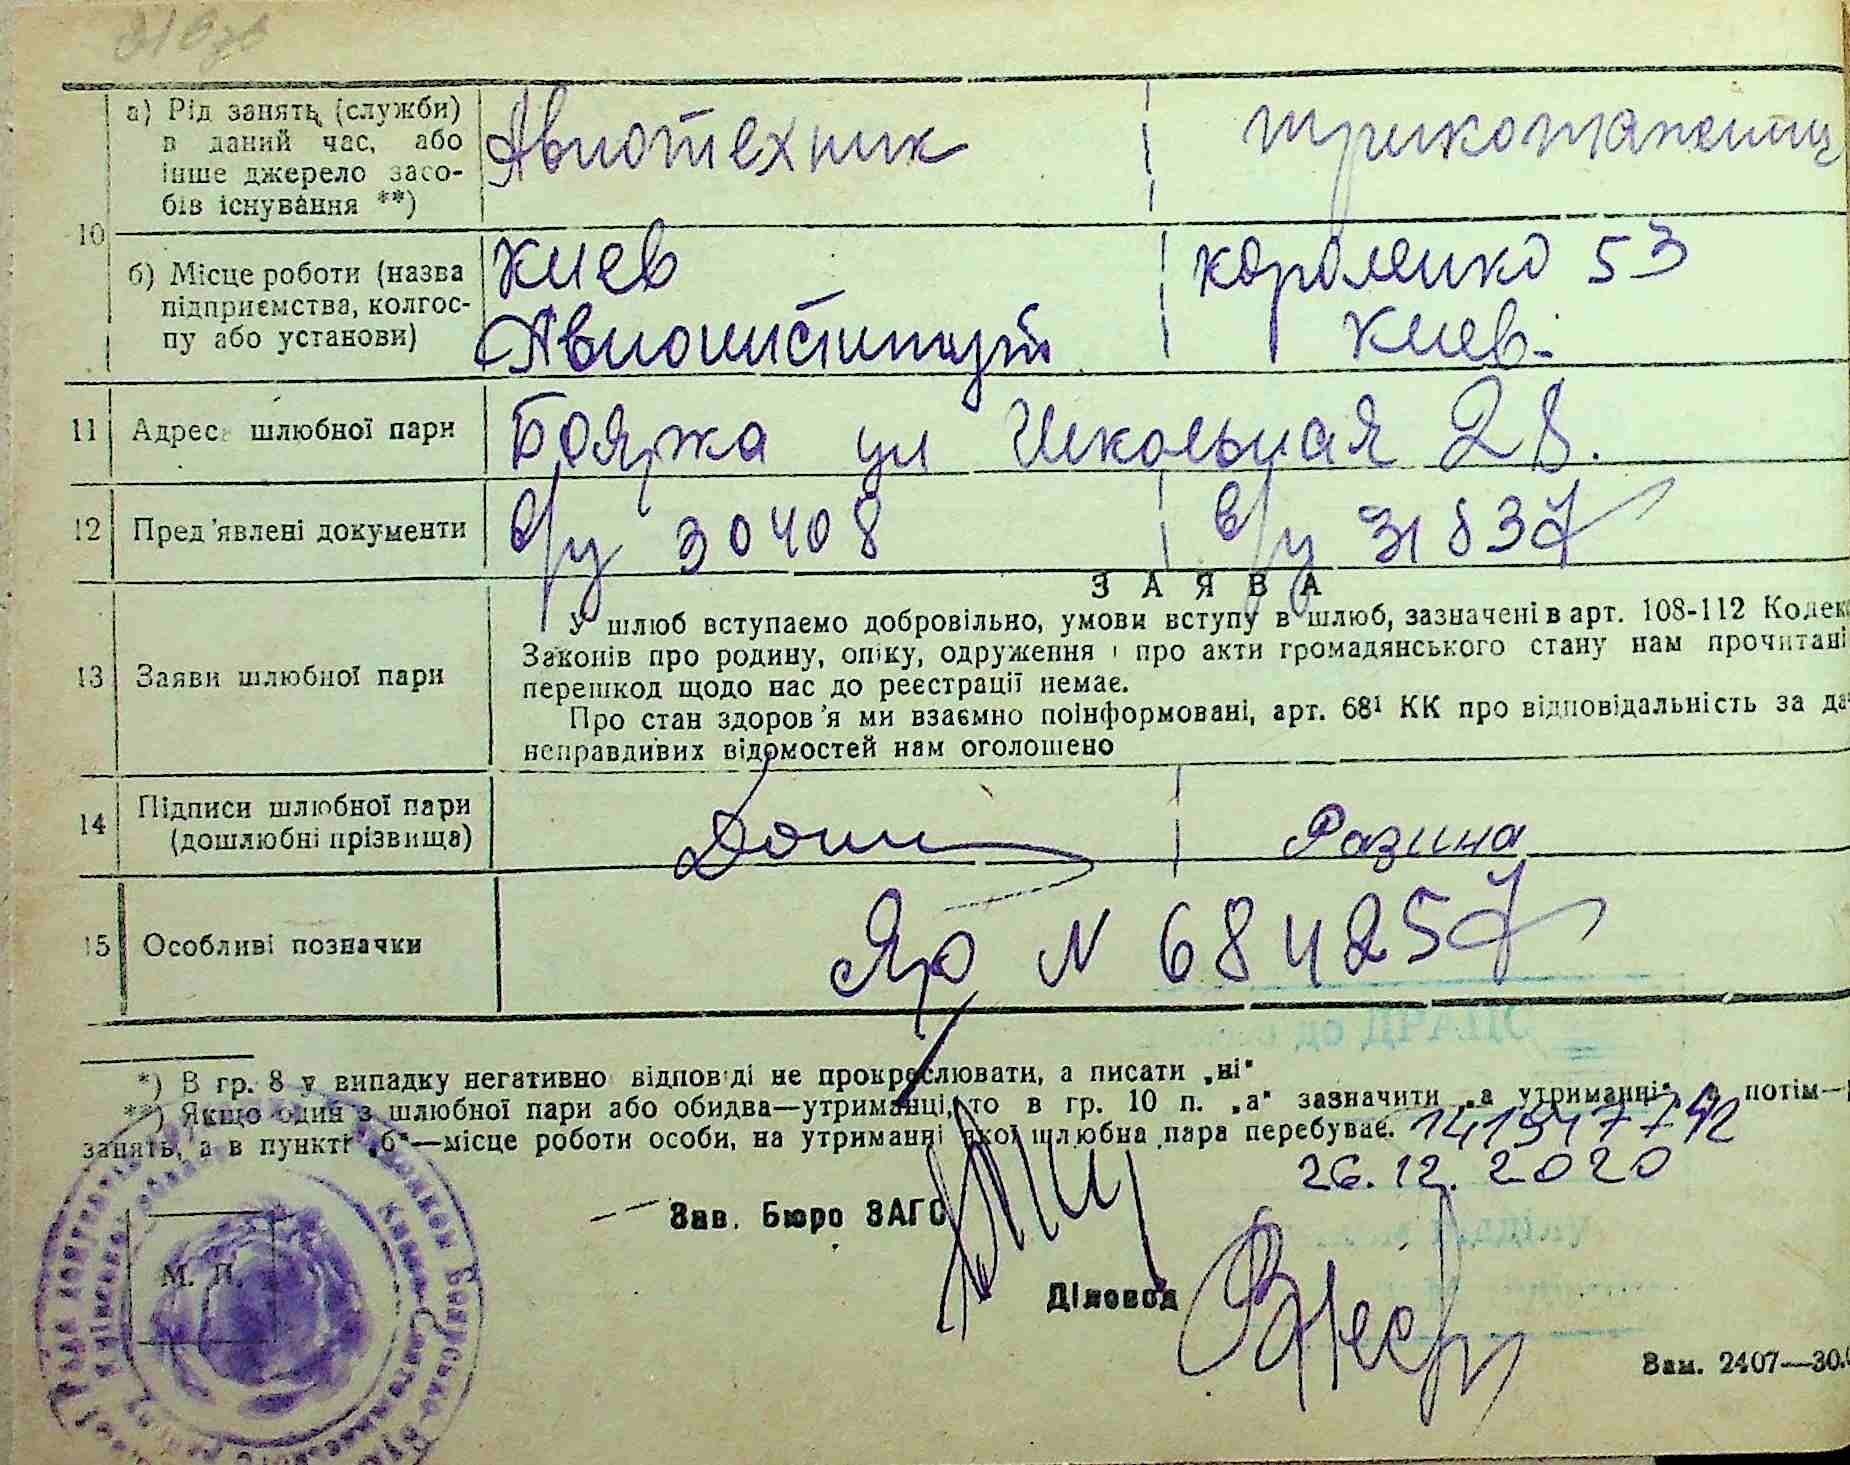 10
а) Рід занять (служби) в даний час, або інше джерело засобів існування **)
Авиотехник
б) Місце роботи (назва підприємства, колгоспу або установи)
Киев
Короленко 53
Киев.
11 Адреса шлюбної пари
Боярка ул Школьная 28.
12 Пред'явлені документи
в/у 30408
13 Заяви шлюбної пари
ЗАЯВА
У шлюб вступаємо добровільно, умови вступу в шлюб, зазначені в арт. 108-112 Кодек
Законів про родину, опіку, одруження і про акти громадянського стану нам прочитані
перешкод щодо нас до реєстрації немає.
Про стан здоров'я ми взаємно поінформовані, арт. 68¹ КК про відповідальність за да
неправдивих відомостей нам оголошено
14 Підписи шлюбної пари (дошлюбні прізвища)
Разина
15 Особливі позначки
ЯР N 684257
*) В гр. 8 у випадку негативно відповіді не прокреслювати, а писати „ні"
**) Якщо один з шлюбної пари або обидва—утриманці, то в гр. 10 п. „а" зазначити „а утриманні", а потім—
занять, а в пункті „б"—місце роботи особи, на утриманні якої шлюбна пара перебуває.
26.12.2020
Зав. Бюро ЗАГС
М. П.
Діловод
Зам. 2407—30.